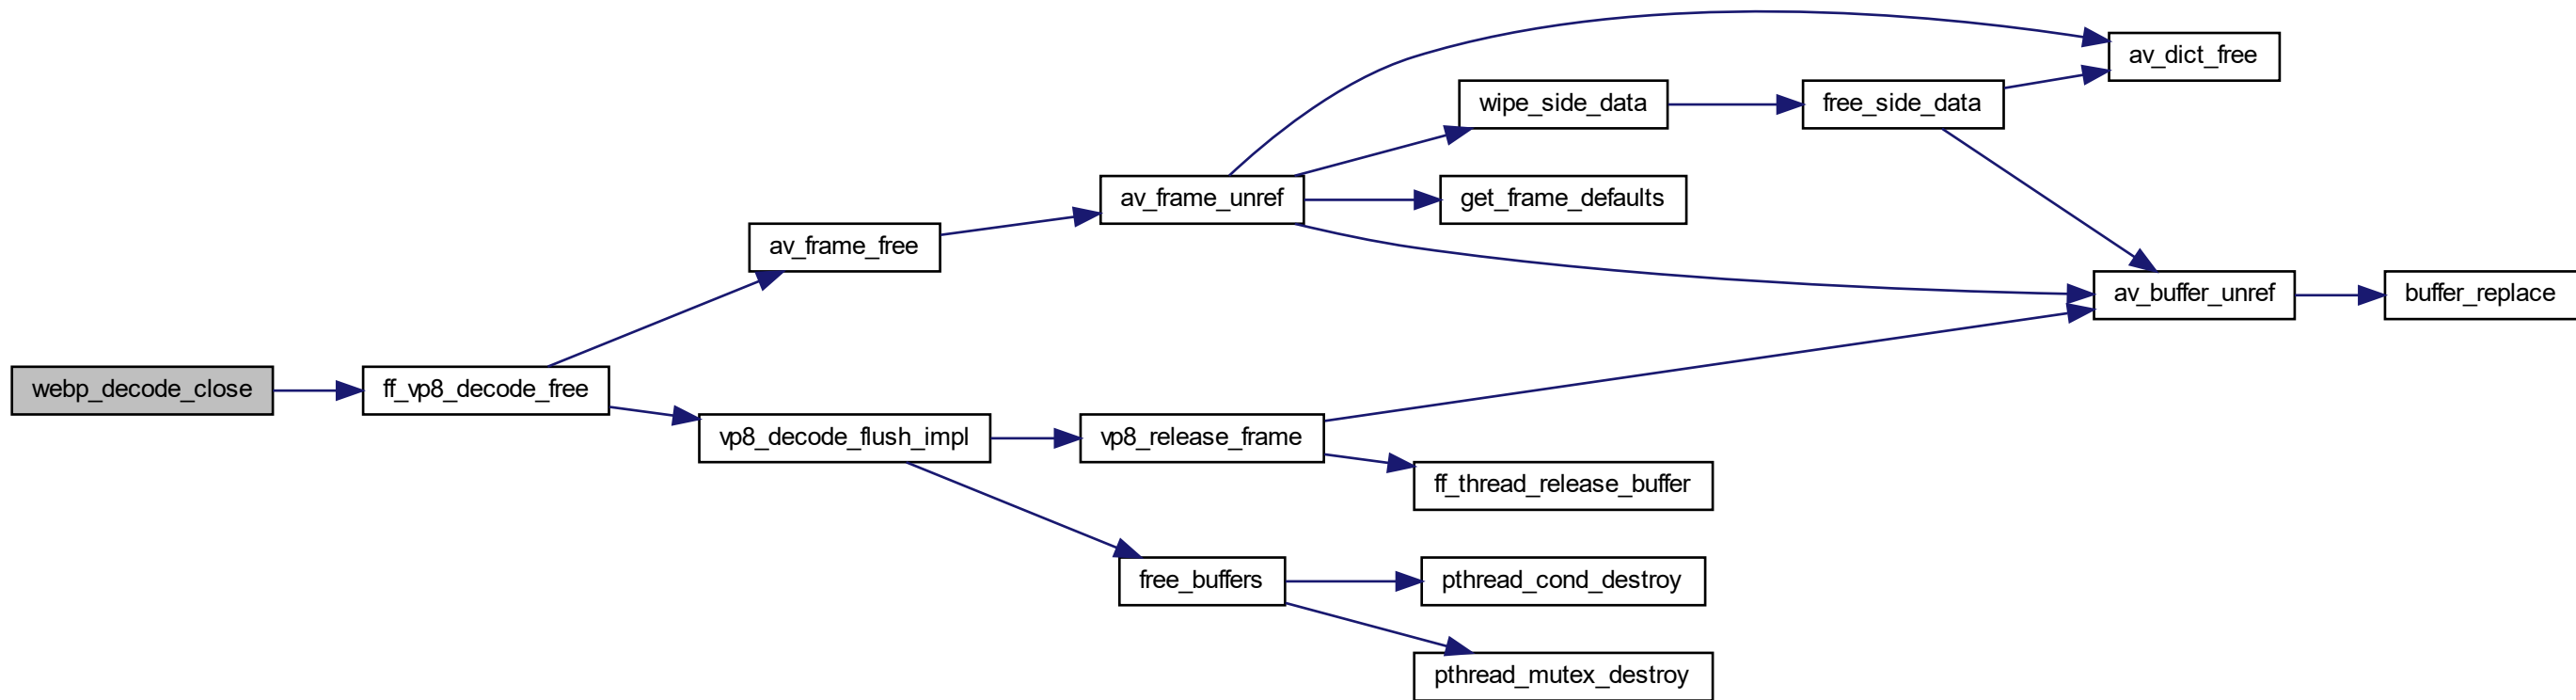 av_dict_free
wipe_side_data
free_side_data
av_frame_unref
get_frame_defaults
av_frame_free
av_buffer_unref
buffer_replace
webp_decode_close
ff_vp8_decode_free
vp8_decode_flush_impl
vp8_release_frame
ff_thread_release_buffer
free_buffers
pthread_cond_destroy
pthread_mutex_destroy